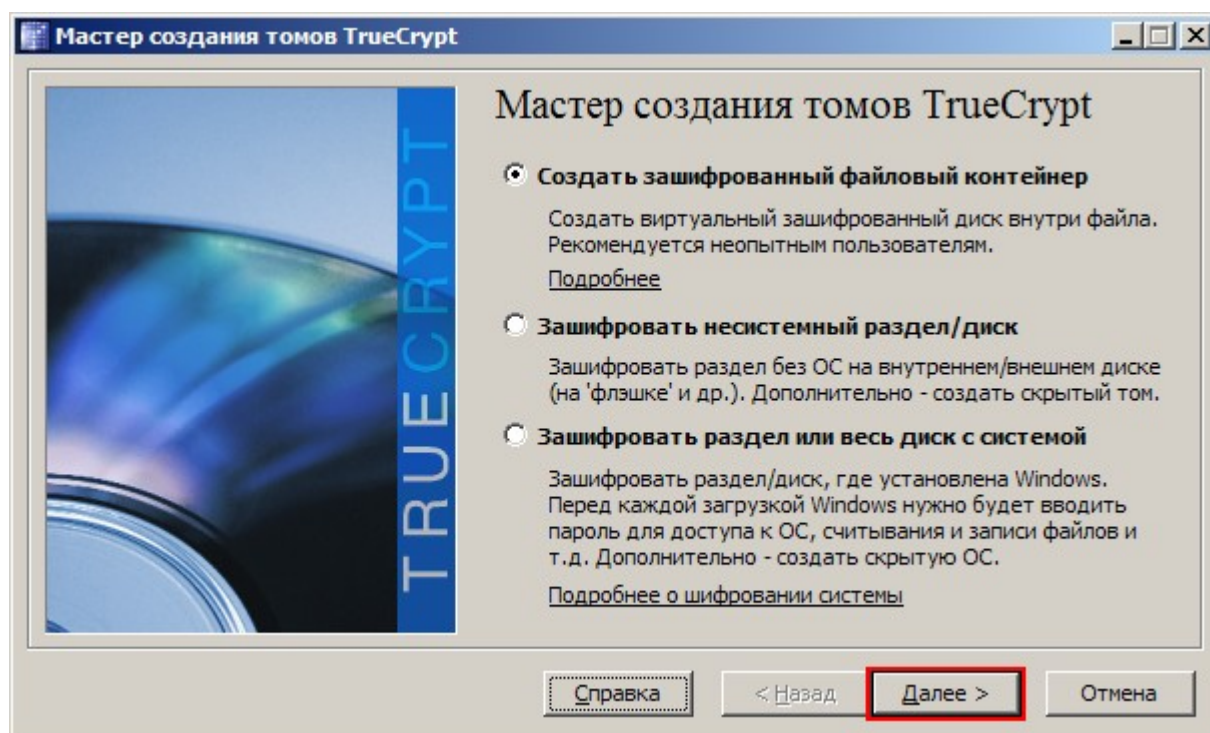 Мастер создания томов TrueCrypt
TRUECRYPT
Мастер создания томов TrueCrypt
Создать зашифрованный файловый контейнер
Создать виртуальный зашифрованный диск внутри файла.
Рекомендуется неопытным пользователям.
Подробнее
Зашифровать несистемный раздел/диск
Зашифровать раздел без ОС на внутреннем/внешнем диске
(на 'флэшке' и др.). Дополнительно - создать скрытый том.
Зашифровать раздел или весь диск с системой
Зашифровать раздел/диск, где установлена Windows.
Перед каждой загрузкой Windows нужно будет вводить
пароль для доступа к ОС, считывания и записи файлов и
т.д. Дополнительно - создать скрытую ОС.
Подробнее о шифровании системы
Справка < Назад Далее > Отмена